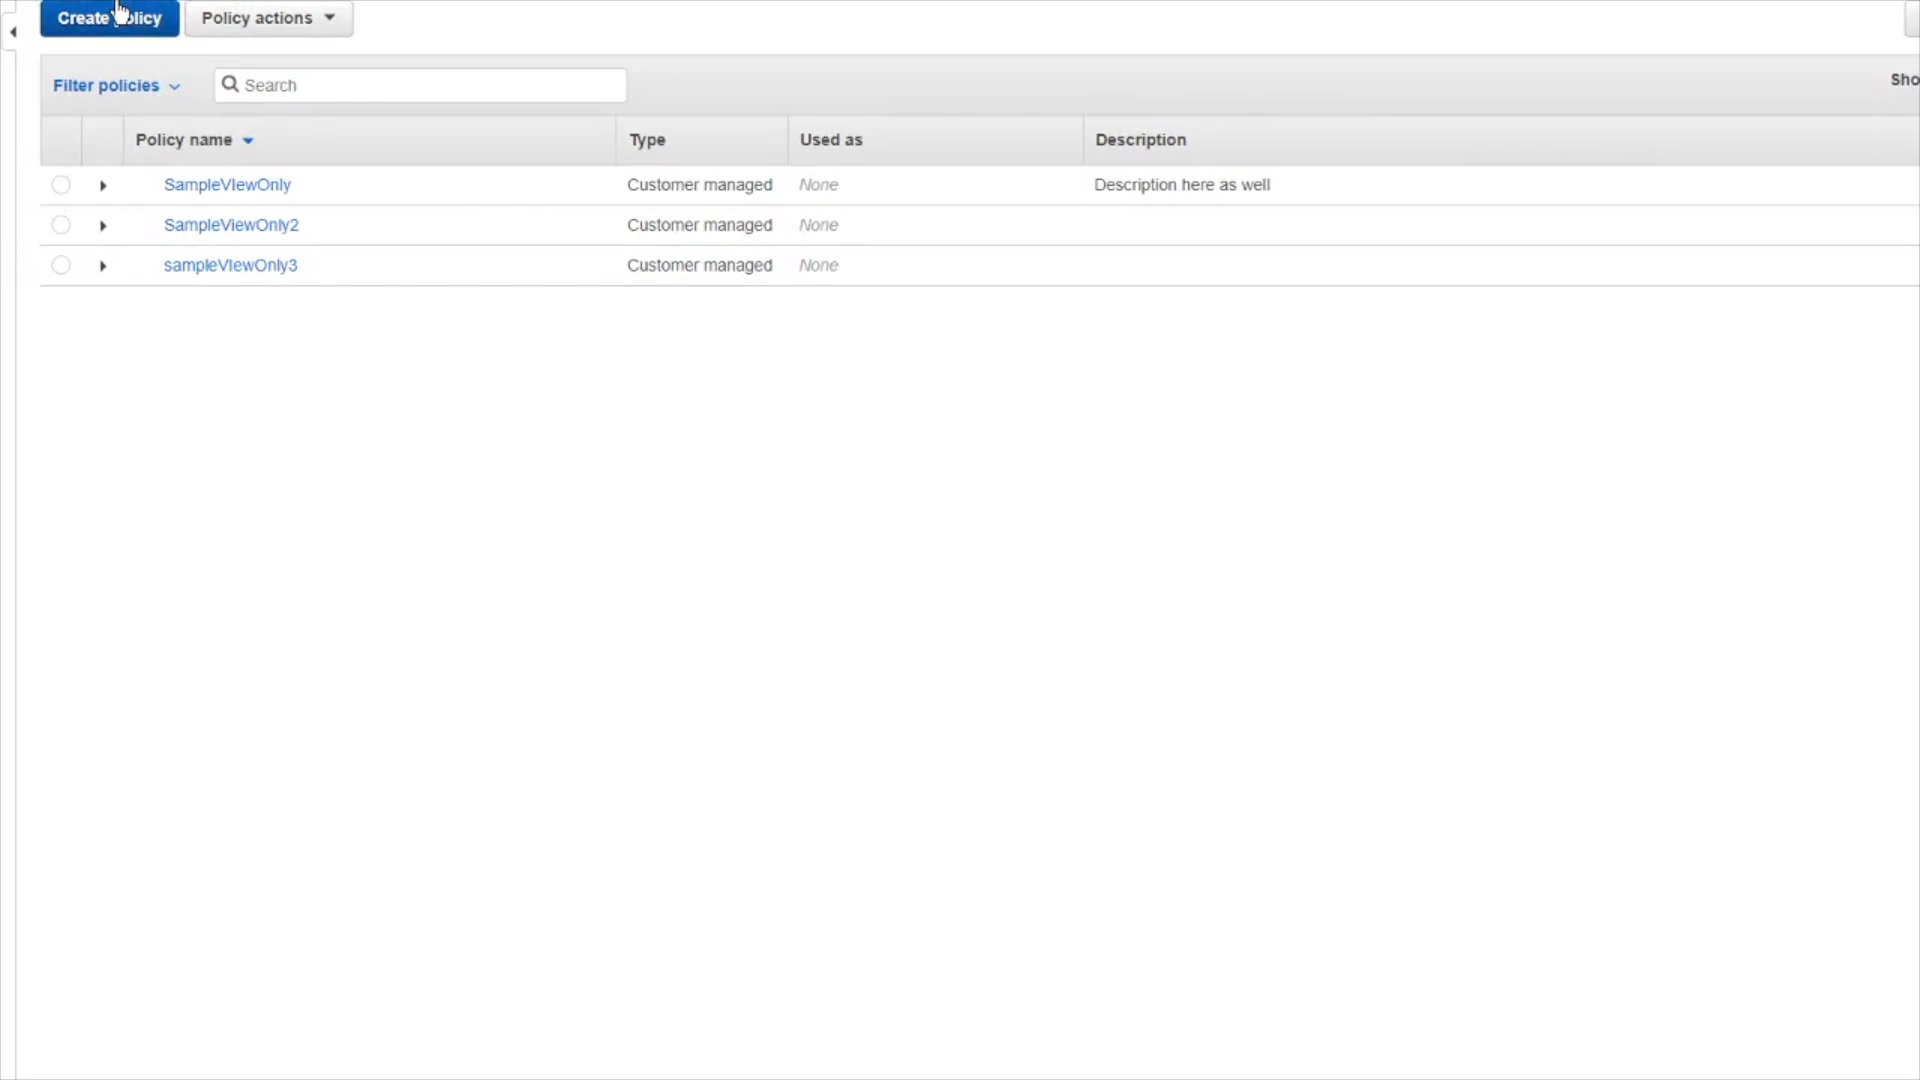 Create policy Policy actions
Filter policies Search Sho
Policy name Type Used as Description
SampleVIewOnly Customer managed None Description here as well
SampleViewOnly2 Customer managed None
sampleVIewOnly3 Customer managed None